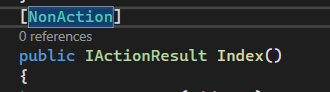 [NonAction]
0 references
public IActionResult Index()
{